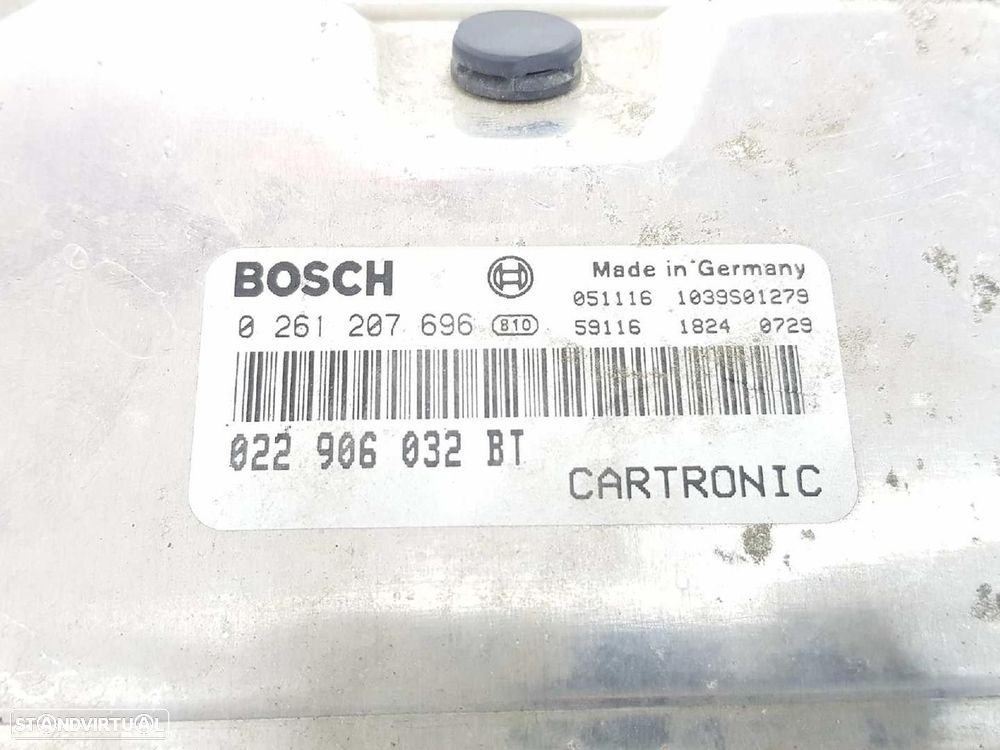 BOSCH
Made in Germany
051116 1039S01279
0 261 207 696 810 59116 1824 0729
022 906 032 BT
CARTRONIC
STANDVIRTUAL